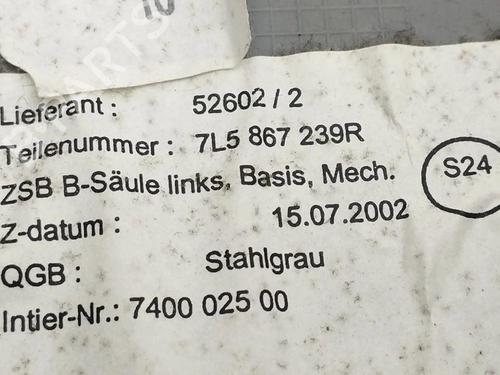 10
Lieferant : 52602 / 2
Teilenummer : 7L5 867 239R
ZSB B-Säule links, Basis, Mech.
S24
Z-datum : 15.07.2002
QGB : Stahlgrau
Intier-Nr.: 7400 025 00